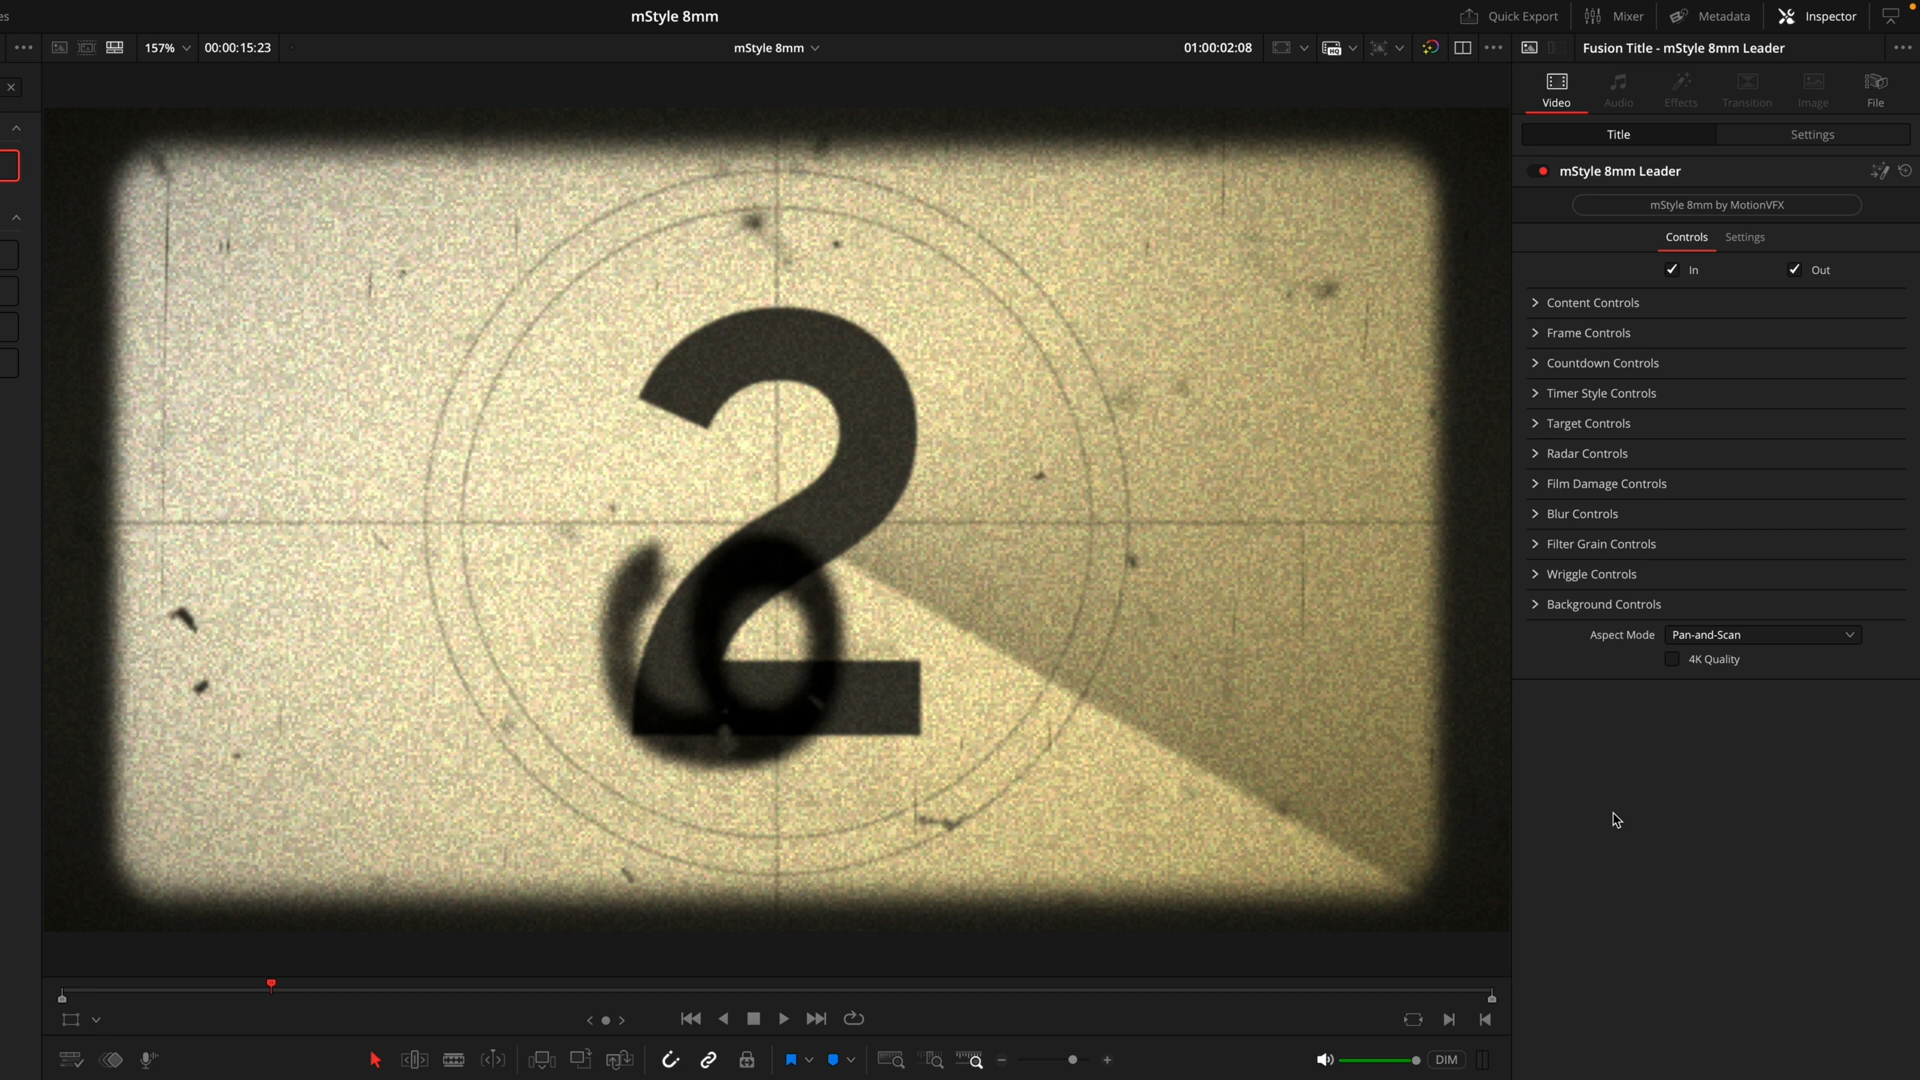 es
mStyle 8mm
Quick Export
Mixer
Metadata
Inspector
157%
00:00:15:23
mStyle 8mm
01:00:02:08
HQ
Fusion Title - mStyle 8mm Leader
Video
Audio
Effects
Transition
Image
File
Title
Settings
mStyle 8mm Leader
mStyle 8mm by MotionVFX
Controls
Settings
In
Out
Content Controls
Frame Controls
Countdown Controls
Timer Style Controls
Target Controls
Radar Controls
Film Damage Controls
Blur Controls
Filter Grain Controls
Wriggle Controls
Background Controls
Aspect Mode
Pan-and-Scan
4K Quality
2
DIM